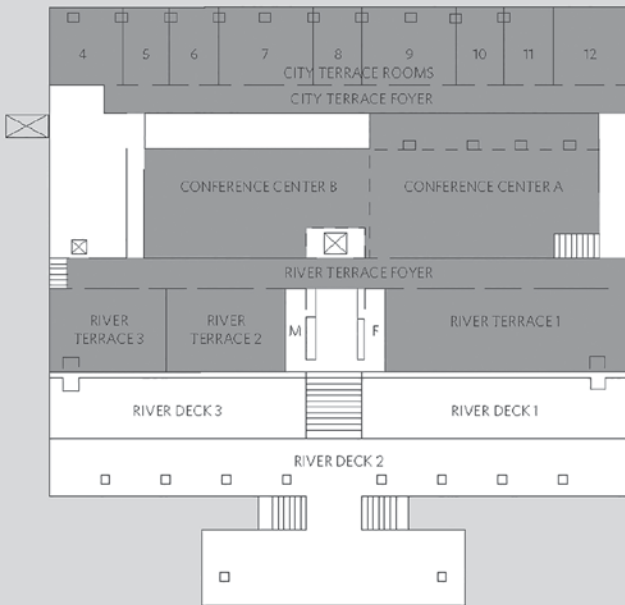 4 5 6 7 8 9 10 11 12
CITY TERRACE ROOMS
CITY TERRACE FOYER
CONFERENCE CENTER B
CONFERENCE CENTER A
RIVER TERRACE FOYER
RIVER
TERRACE 3
RIVER
TERRACE 2
M
F
RIVER TERRACE 1
RIVER DECK 3
RIVER DECK 1
RIVER DECK 2